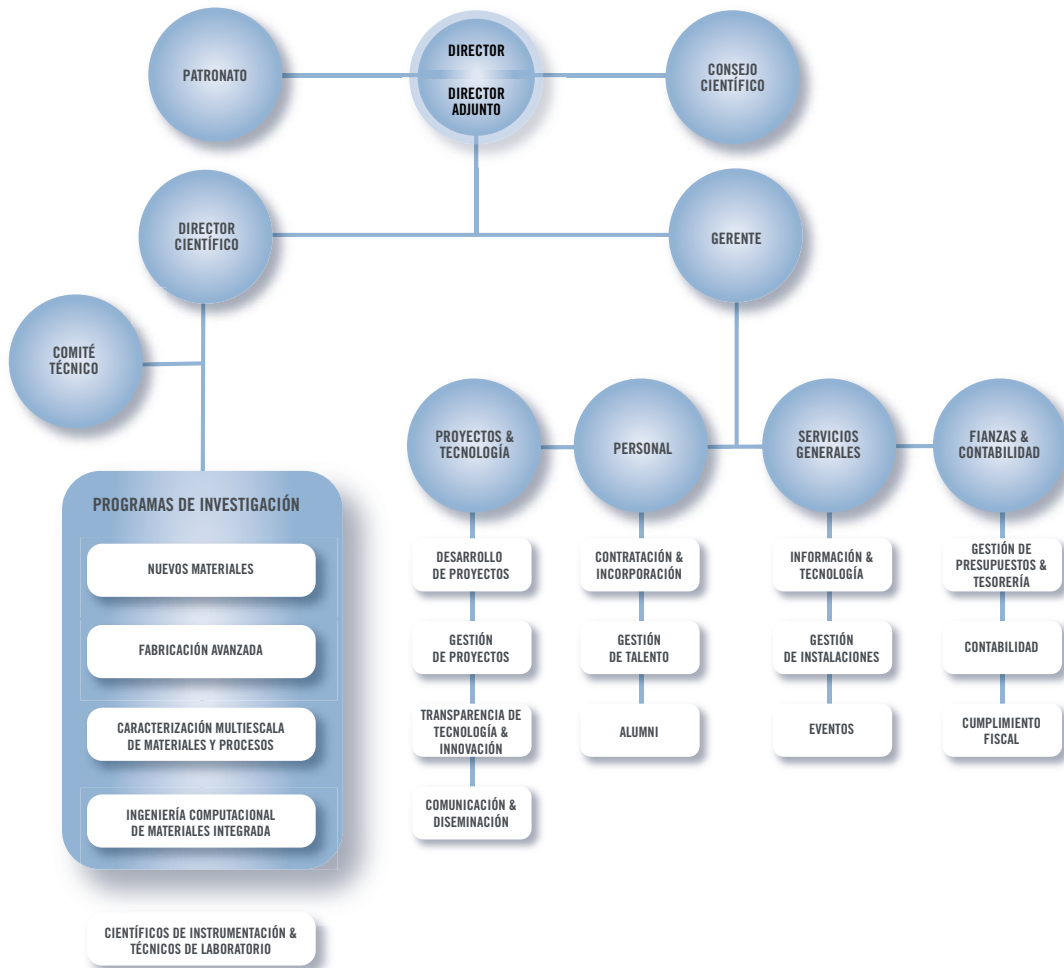 DIRECTOR
DIRECTOR
ADJUNTO
PATRONATO
CONSEJO
CIENTÍFICO
DIRECTOR
CIENTÍFICO
GERENTE
COMITÉ
TÉCNICO
PROYECTOS &
TECNOLOGÍA
PERSONAL
SERVICIOS
GENERALES
FIANZAS &
CONTABILIDAD
PROGRAMAS DE INVESTIGACIÓN
NUEVOS MATERIALES
FABRICACIÓN AVANZADA
CARACTERIZACIÓN MULTIESCALA
DE MATERIALES Y PROCESOS
INGENIERÍA COMPUTACIONAL
DE MATERIALES INTEGRADA
CIENTÍFICOS DE INSTRUMENTACIÓN &
TÉCNICOS DE LABORATORIO
DESARROLLO
DE PROYECTOS
GESTIÓN
DE PROYECTOS
TRANSPARENCIA DE
TECNOLOGÍA &
INNOVACIÓN
COMUNICACIÓN &
DISEMINACIÓN
CONTRATACIÓN &
INCORPORACIÓN
GESTIÓN
DE TALENTO
ALUMNI
INFORMACIÓN &
TECNOLOGÍA
GESTIÓN
DE INSTALACIONES
EVENTOS
GESTIÓN DE
PRESUPUESTOS &
TESORERÍA
CONTABILIDAD
CUMPLIMIENTO
FISCAL